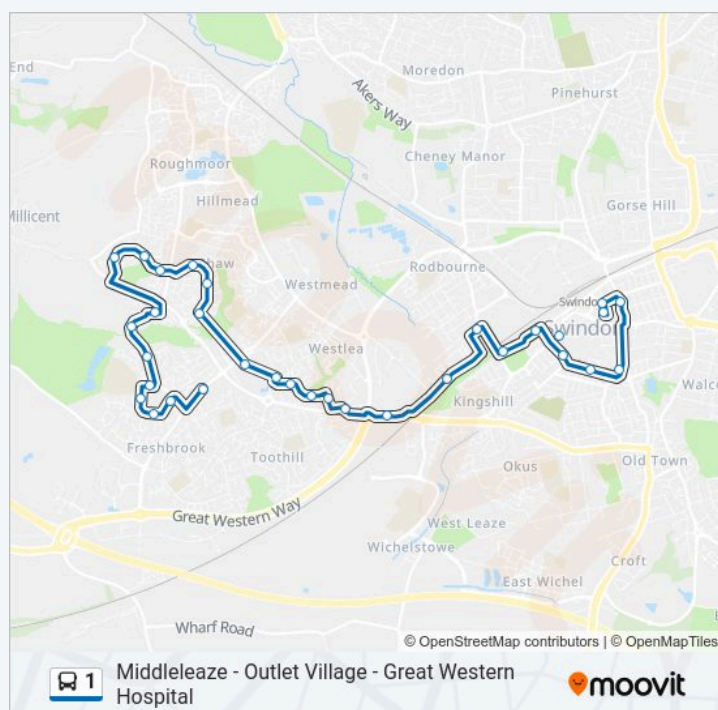 Moredon
End
Akers Way
Pinehurst
Cheney Manor
Roughmoor
Hillmead
Gorse Hill
Millicent
haw
Rodbourne
Westmead
Swindon
Swindon
Westlea
Walc
Kingshill
Freshbrook
Toothill
Old Town
Okus
Great Western Way
West Leaze
Wichelstowe
Croft
East Wichel
Wharf Road
© OpenStreetMap contributors | © OpenMapTiles
1
Middleleaze - Outlet Village - Great Western
Hospital
moovit